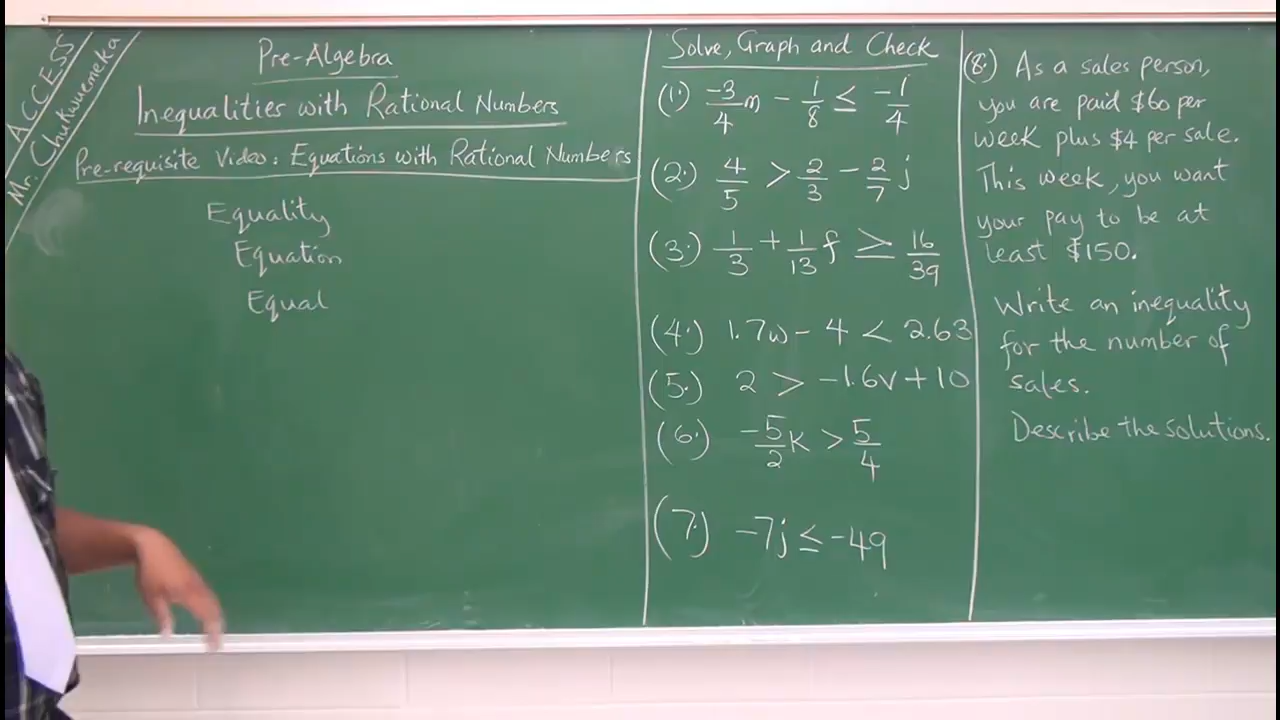 ACCESS
Mr. Chukwuemeka
Pre-Algebra
Inequalities with Rational Numbers
Pre-requisite Video: Equations with Rational Numbers
Equality
Equation
Equal
Solve, Graph and Check
(1.) -3/4 m - 1/8 ≤ -1/4
(2.) 4/5 > 2/3 - 2/7 j
(3.) 1/3 + 1/13 f ≥ 16/39
(4.) 1.7w - 4 < 2.63
(5.) 2 > -1.6v + 10
(6.) -5/2 k > 5/4
(7.) -7j ≤ -49
(8.) As a sales person,
you are paid $60 per
week plus $4 per sale.
This week, you want
your pay to be at
least $150.
Write an inequality
for the number of
sales.
Describe the solutions.